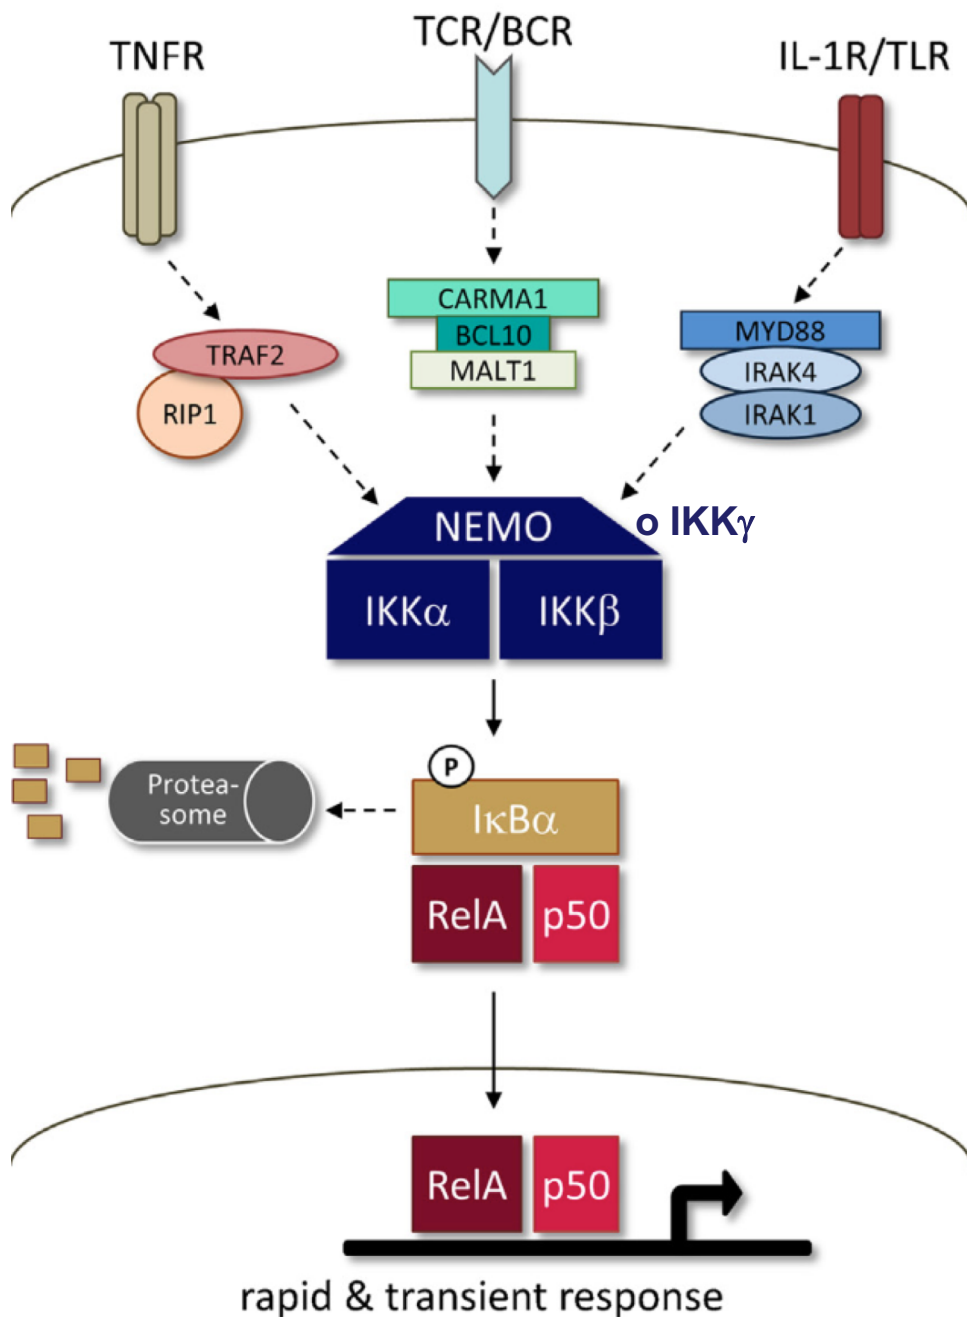 TNFR
TCR/BCR
IL-1R/TLR
CARMA1
BCL10
MALT1
TRAF2
RIP1
MYD88
IRAK4
IRAK1
NEMO
o IKKγ
IKKα
IKKβ
P
Protea-
some
IκBα
RelA
p50
RelA
p50
rapid & transient response